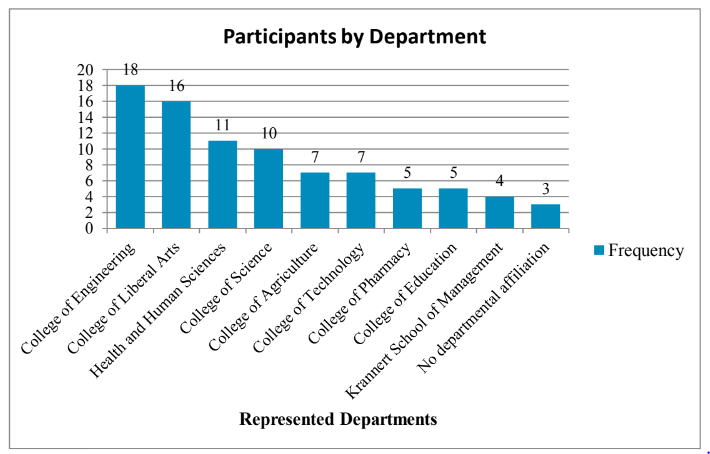 Participants by Department
20
18
16
14
12
10
8
6
4
2
0
18
16
11
10
7
7
5
5
4
3
College of Engineering
College of Liberal Arts
Health and Human Sciences
College of Science
College of Agriculture
College of Technology
College of Pharmacy
College of Education
Krannert School of Management
No departmental affiliation
Frequency
Represented Departments